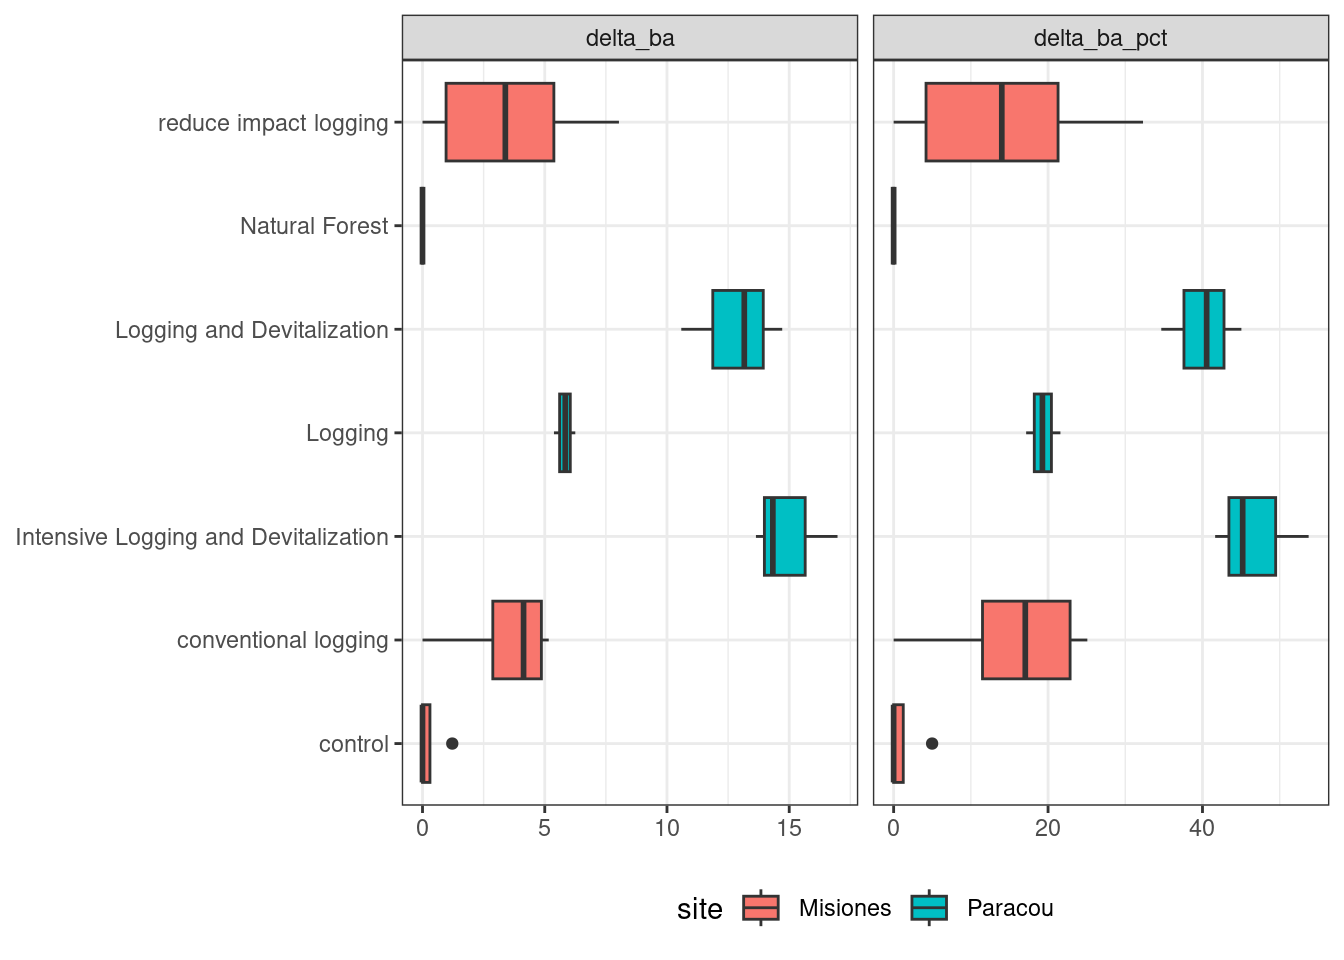 delta_ba
delta_ba_pct
reduce impact logging
Natural Forest
Logging and Devitalization
Logging
Intensive Logging and Devitalization
conventional logging
control
0 5 10 15
0 20 40
site Misiones Paracou